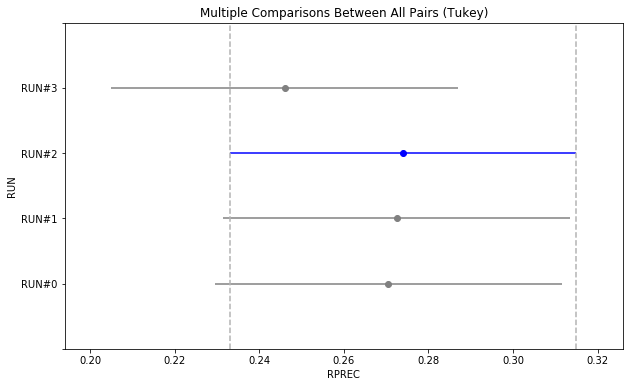 Multiple Comparisons Between All Pairs (Tukey)
RUN#3
RUN#2
RUN
RUN#1
RUN#0
0.20 0.22 0.24 0.26 0.28 0.30 0.32
RPREC